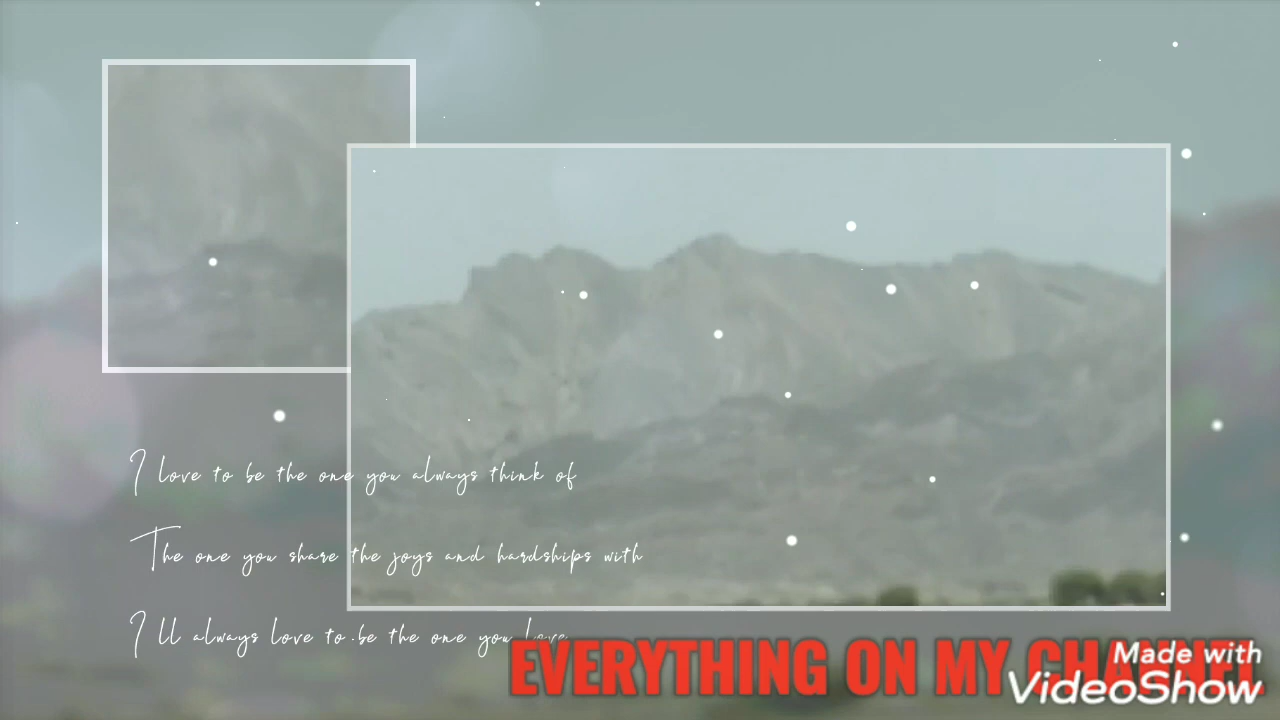 I love to be the one you always think of
The one you share the joys and hardships with
I ll always love to be the one you love
EVERYTHING ON MY CHANNEL
Made with
VideoShow